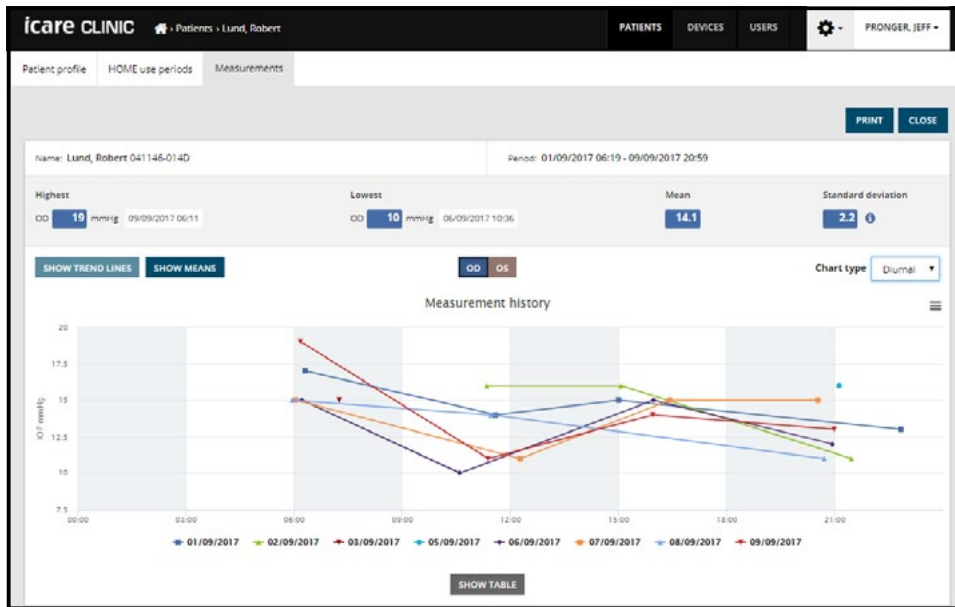 icare CLINIC › Patients › Lund, Robert PATIENTS DEVICES USERS PRONGER, JEFF
Patient profile HOME use periods Measurements
PRINT CLOSE
Name: Lund, Robert 041146-014D Period: 01/09/2017 06:19 - 09/09/2017 20:59
Highest Lowest Mean Standard deviation
OD 19 mmHg 09/09/2017 06:11 OD 10 mmHg 06/09/2017 10:36 14.1 2.2
SHOW TREND LINES SHOW MEANS OD OS Chart type Diurnal
Measurement history
20
17.5
15
12.5
10
7.5
IOP mmHg
00:00 03:00 06:00 09:00 12:00 15:00 18:00 21:00
01/09/2017 02/09/2017 03/09/2017 05/09/2017 06/09/2017 07/09/2017 08/09/2017 09/09/2017
SHOW TABLE